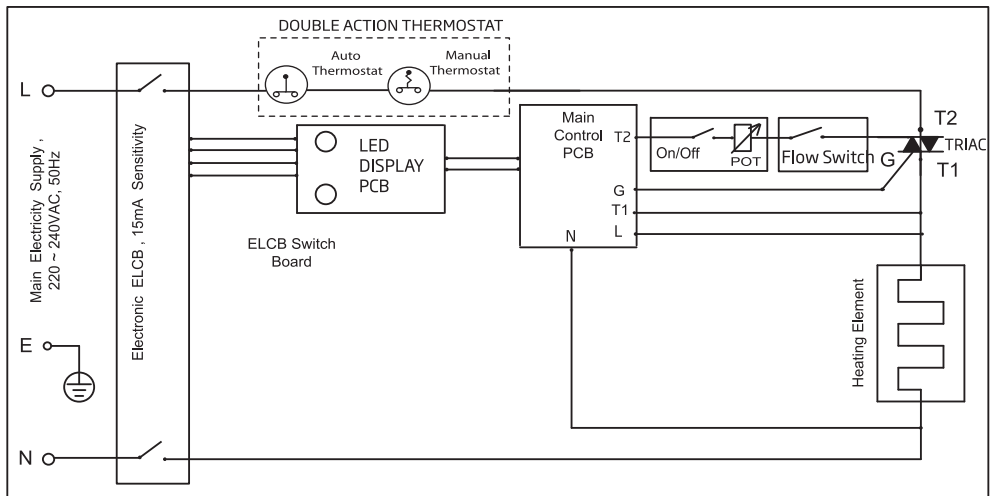 DOUBLE ACTION THERMOSTAT
Auto
Thermostat
Manual
Thermostat
L
Main Electricity Supply,
220 ~ 240VAC, 50Hz
Electronic ELCB , 15mA Sensitivity
LED
DISPLAY
PCB
ELCB Switch
Board
Main
Control
PCB
T2
G
T1
L
N
On/Off
POT
Flow Switch
T2
TRIAC
G
T1
Heating Element
E
N